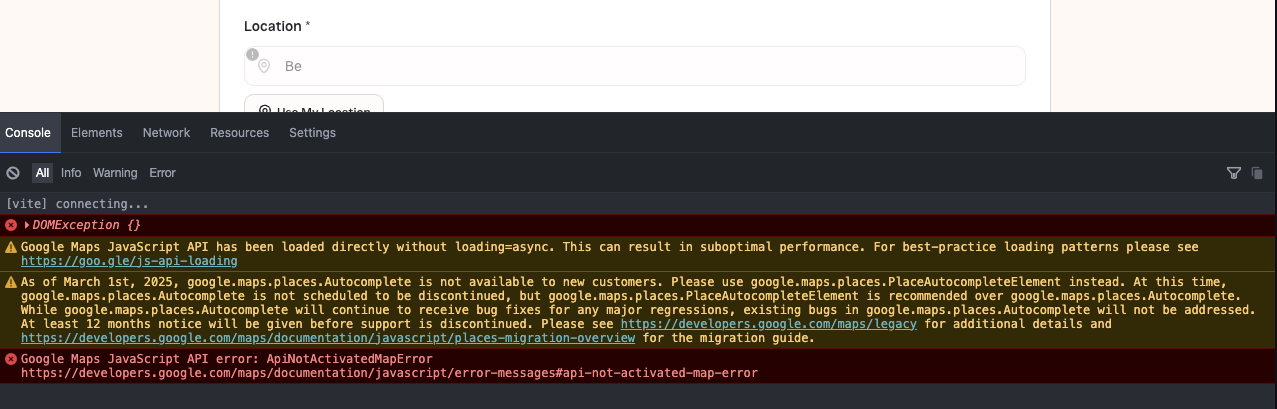 Location *
!
Be
Use My Location
Console Elements Network Resources Settings
All Info Warning Error
[vite] connecting...
DOMException {}
Google Maps JavaScript API has been loaded directly without loading=async. This can result in suboptimal performance. For best-practice loading patterns please see
https://goo.gle/js-api-loading
As of March 1st, 2025, google.maps.places.Autocomplete is not available to new customers. Please use google.maps.places.PlaceAutocompleteElement instead. At this time,
google.maps.places.Autocomplete is not scheduled to be discontinued, but google.maps.places.PlaceAutocompleteElement is recommended over google.maps.places.Autocomplete.
While google.maps.places.Autocomplete will continue to receive bug fixes for any major regressions, existing bugs in google.maps.places.Autocomplete will not be addressed.
At least 12 months notice will be given before support is discontinued. Please see https://developers.google.com/maps/legacy for additional details and
https://developers.google.com/maps/documentation/javascript/places-migration-overview for the migration guide.
Google Maps JavaScript API error: ApiNotActivatedMapError
https://developers.google.com/maps/documentation/javascript/error-messages#api-not-activated-map-error